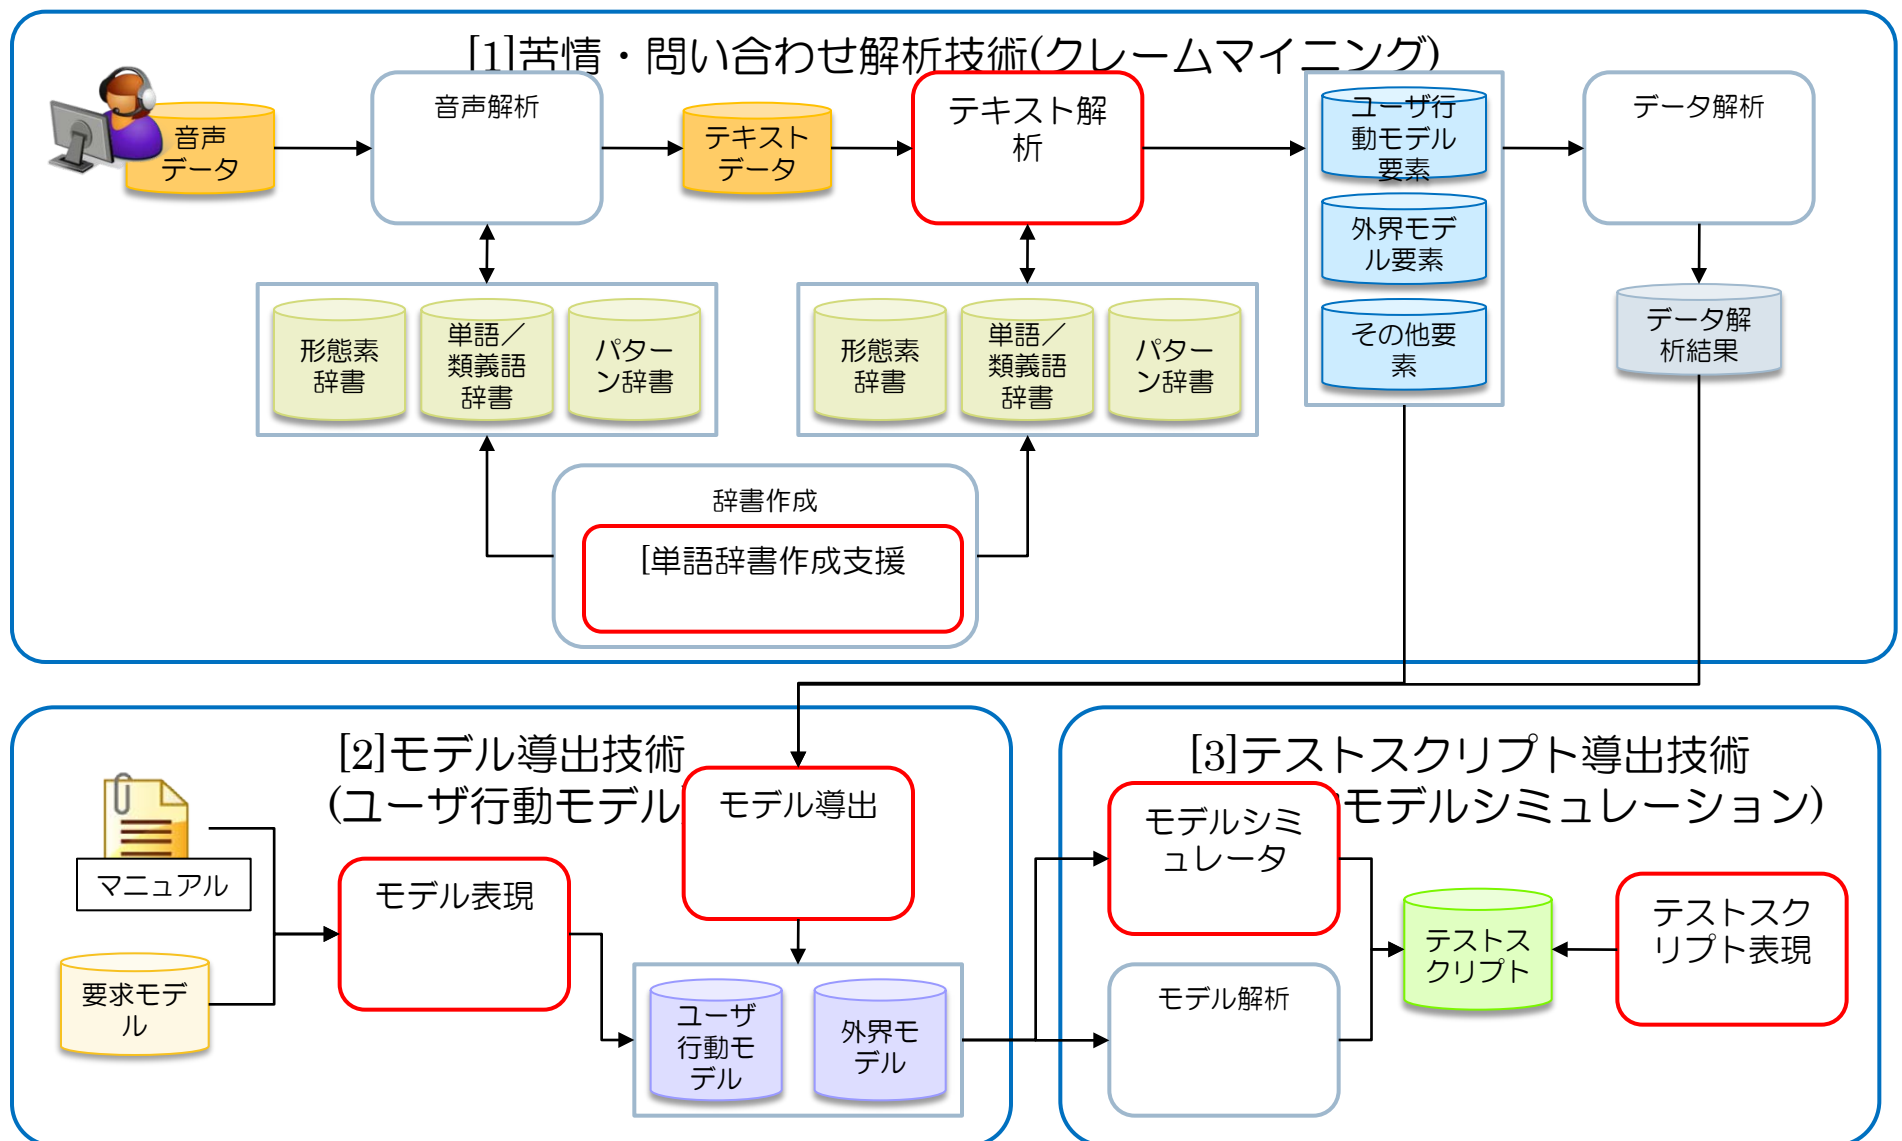 [1]苦情・問い合わせ解析技術(クレームマイニング)
音声
データ
音声解析
テキスト
データ
テキスト解
析
ユーザ行
動モデル
要素
外界モデ
ル要素
その他要
素
データ解析
データ解
析結果
形態素
辞書
単語／
類義語
辞書
パター
ン辞書
形態素
辞書
単語／
類義語
辞書
パター
ン辞書
辞書作成
[単語辞書作成支援
[2]モデル導出技術
(ユーザ行動モデル
マニュアル
要求モデ
ル
モデル表現
モデル導出
ユーザ
行動モ
デル
外界モ
デル
[3]テストスクリプト導出技術
モデルシミュレーション)
モデルシミ
ュレータ
モデル解析
テストス
クリプト
テストスク
リプト表現